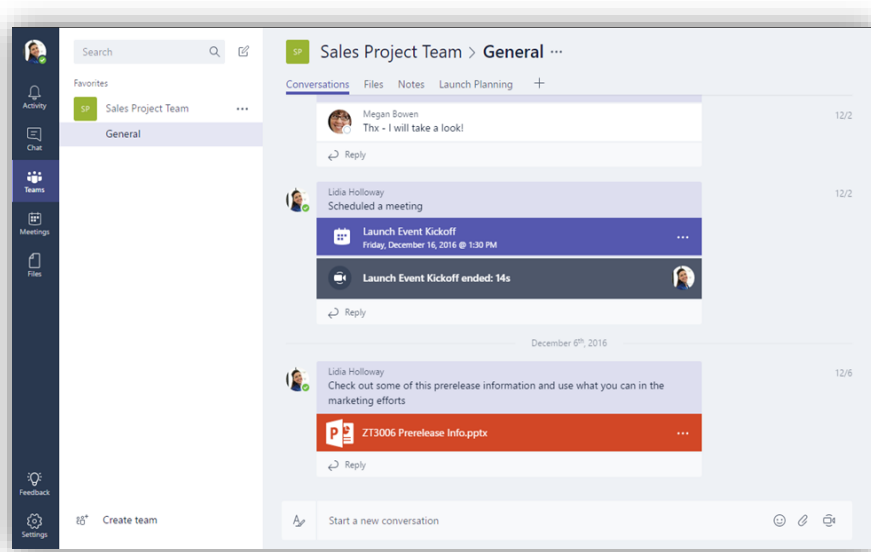 Activity
Chat
Teams
Meetings
Files
Feedback
Settings
Search
Favorites
SP Sales Project Team ...
General
Create team
SP Sales Project Team > General ...
Conversations Files Notes Launch Planning +
Megan Bowen 12/2
Thx - I will take a look!
Reply
Lidia Holloway 12/2
Scheduled a meeting
Launch Event Kickoff
Friday, December 16, 2016 @ 1:30 PM
...
Launch Event Kickoff ended: 14s
Reply
December 6th, 2016
Lidia Holloway 12/6
Check out some of this prerelease information and use what you can in the
marketing efforts
P ZT3006 Prerelease Info.pptx ...
Reply
Start a new conversation